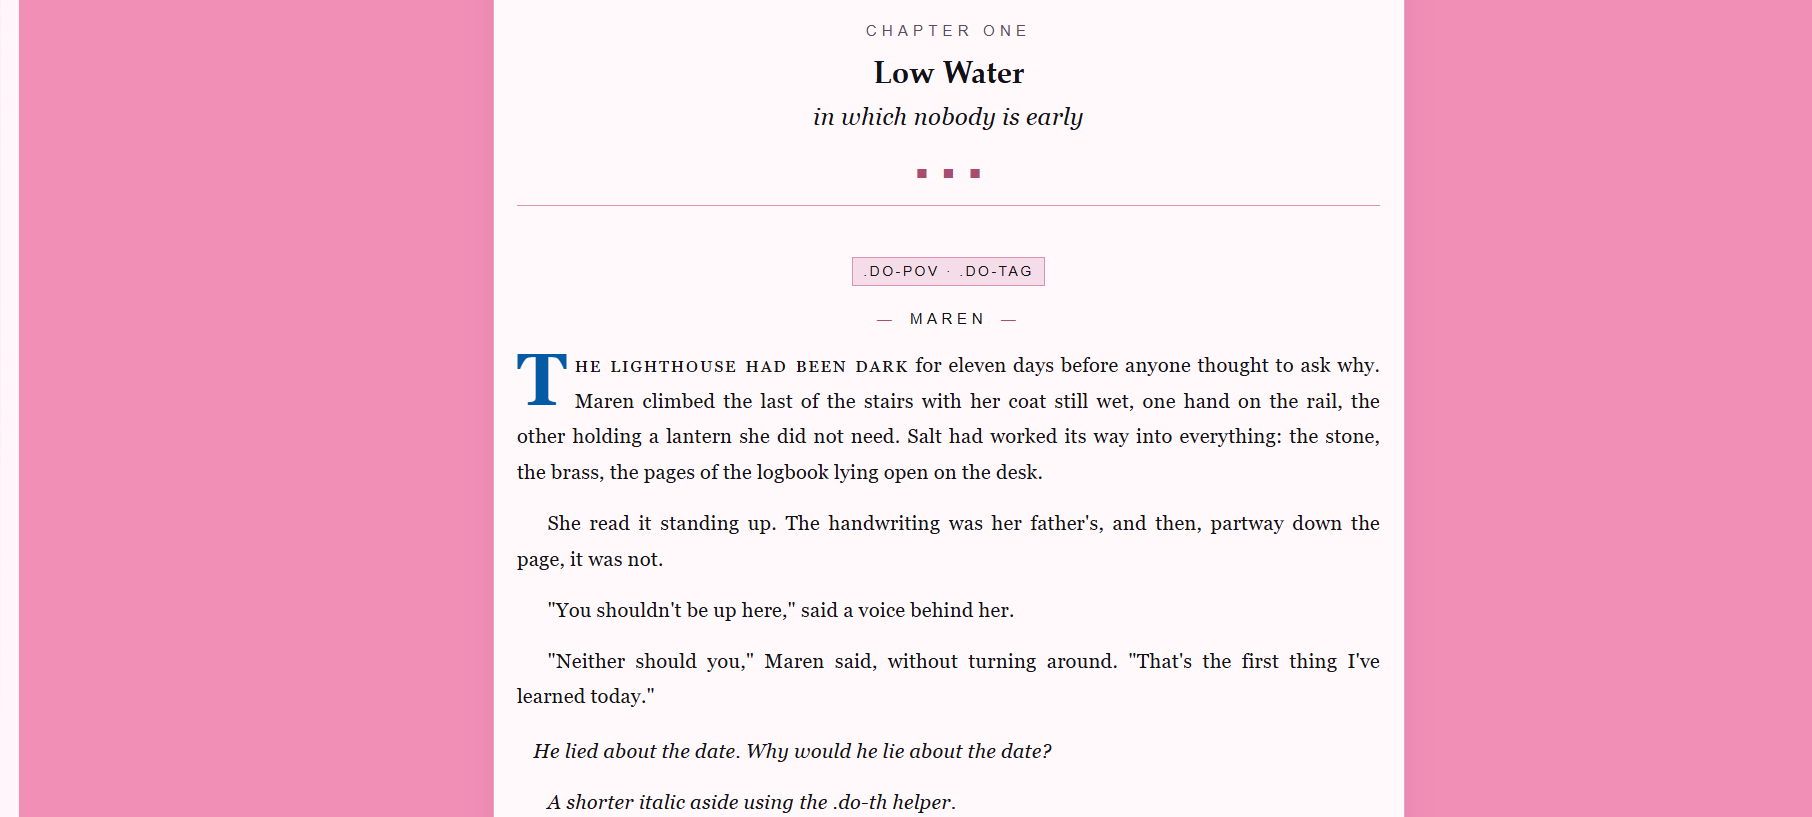 CHAPTER ONE
Low Water
in which nobody is early
.DO-POV · .DO-TAG
— MAREN —
THE LIGHTHOUSE HAD BEEN DARK for eleven days before anyone thought to ask why.
Maren climbed the last of the stairs with her coat still wet, one hand on the rail, the
other holding a lantern she did not need. Salt had worked its way into everything: the stone,
the brass, the pages of the logbook lying open on the desk.
She read it standing up. The handwriting was her father's, and then, partway down the
page, it was not.
"You shouldn't be up here," said a voice behind her.
"Neither should you," Maren said, without turning around. "That's the first thing I've
learned today."
He lied about the date. Why would he lie about the date?
A shorter italic aside using the .do-th helper.